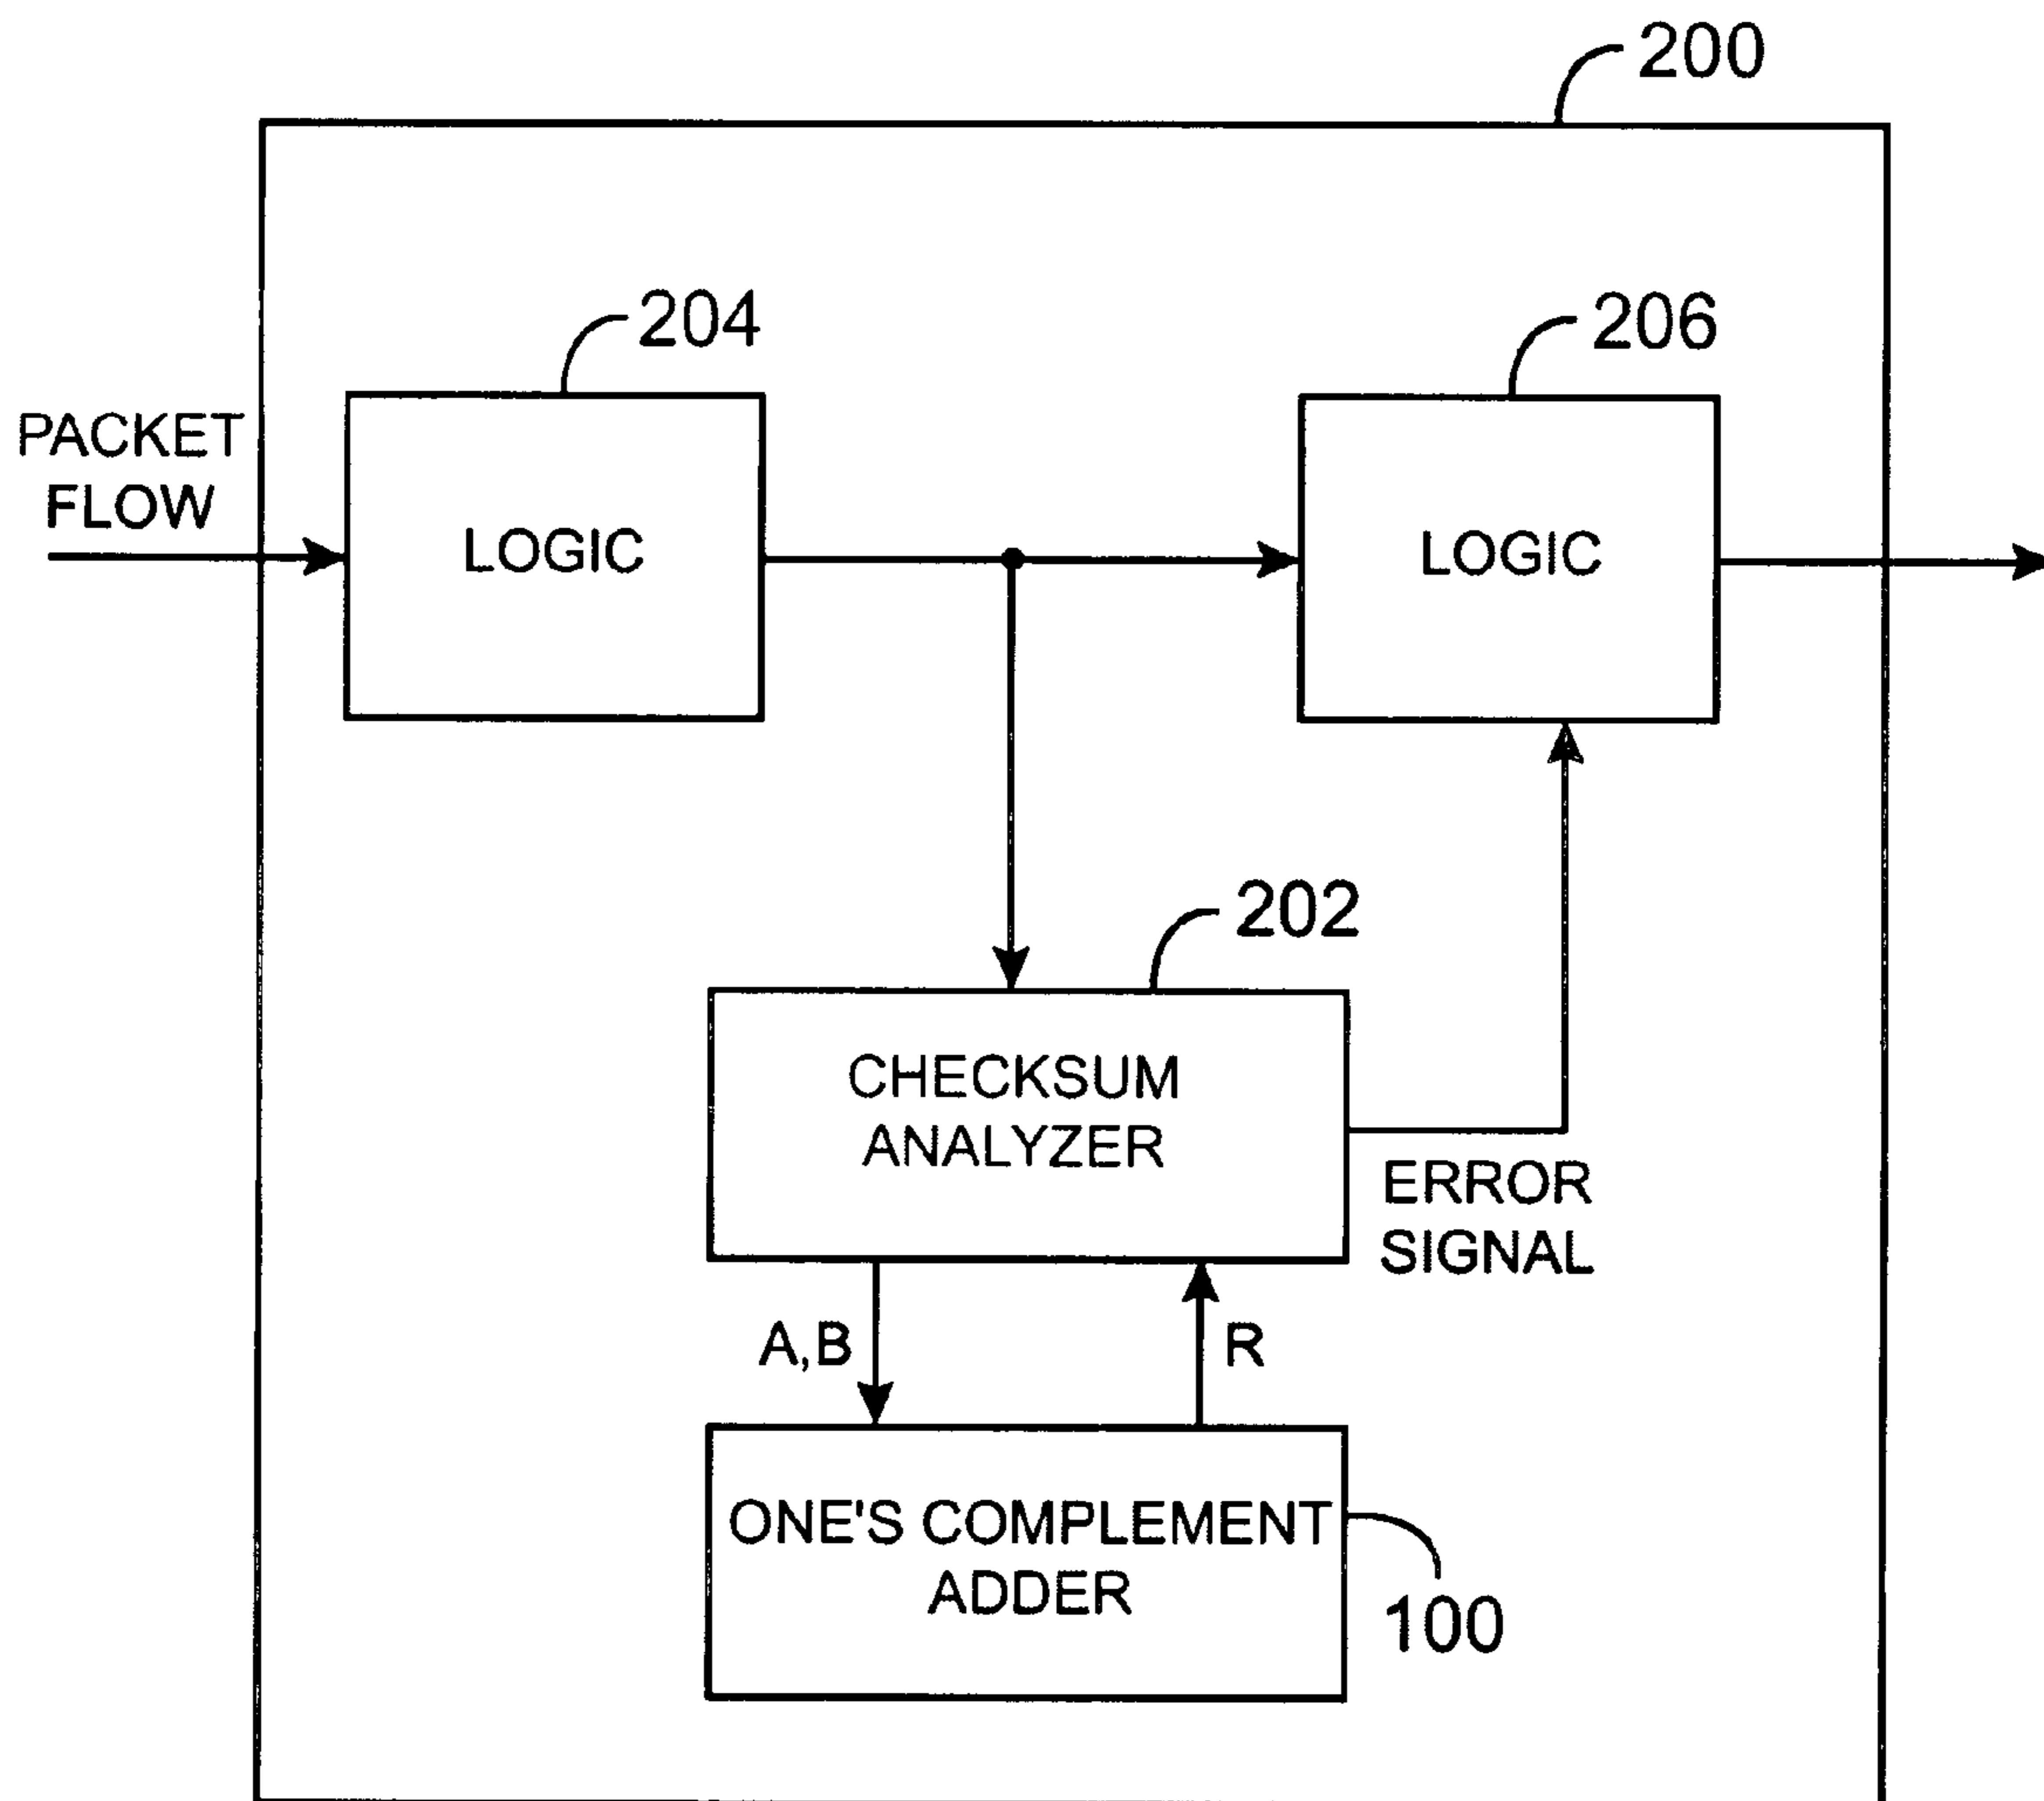 200
204
206
PACKET
FLOW
LOGIC
LOGIC
202
CHECKSUM
ANALYZER
ERROR
SIGNAL
A,B
R
ONE'S COMPLEMENT
ADDER
100